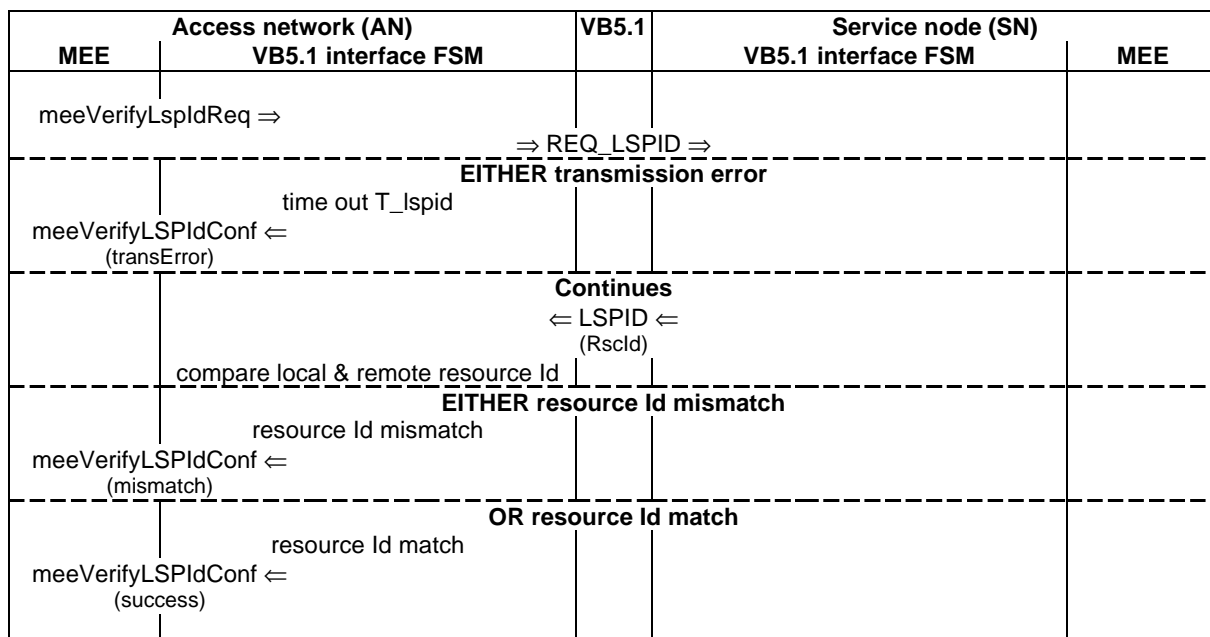 Access network (AN) VB5.1 Service node (SN)
MEE VB5.1 interface FSM VB5.1 interface FSM MEE
meeVerifyLspIdReq ⇒
⇒ REQ_LSPID ⇒
EITHER transmission error
time out T_lspid
meeVerifyLSPIdConf ⇐
(transError)
Continues
⇐ LSPID ⇐
(RscId)
compare local & remote resource Id
EITHER resource Id mismatch
resource Id mismatch
meeVerifyLSPIdConf ⇐
(mismatch)
OR resource Id match
resource Id match
meeVerifyLSPIdConf ⇐
(success)